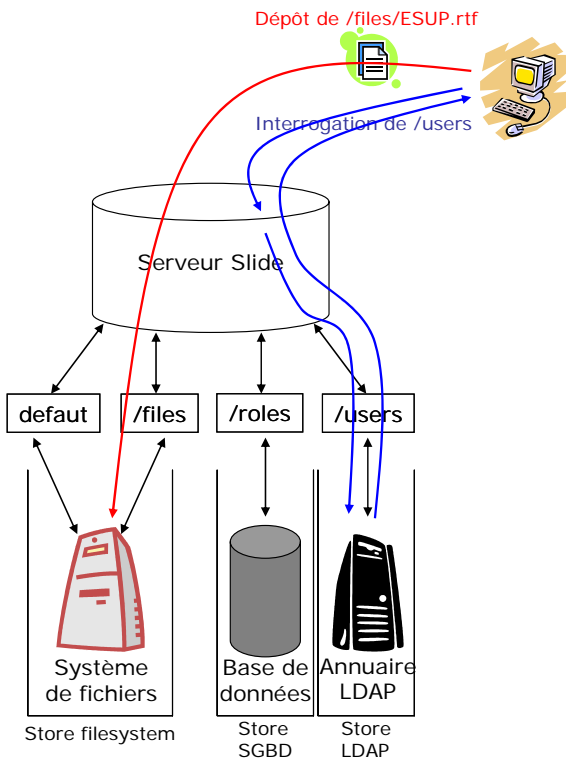 Dépôt de /files/ESUP.rtf
Interrogation de /users
Serveur Slide
defaut
/files
/roles
/users
Système
de fichiers
Base de
données
Annuaire
LDAP
Store filesystem
Store
SGBD
Store
LDAP